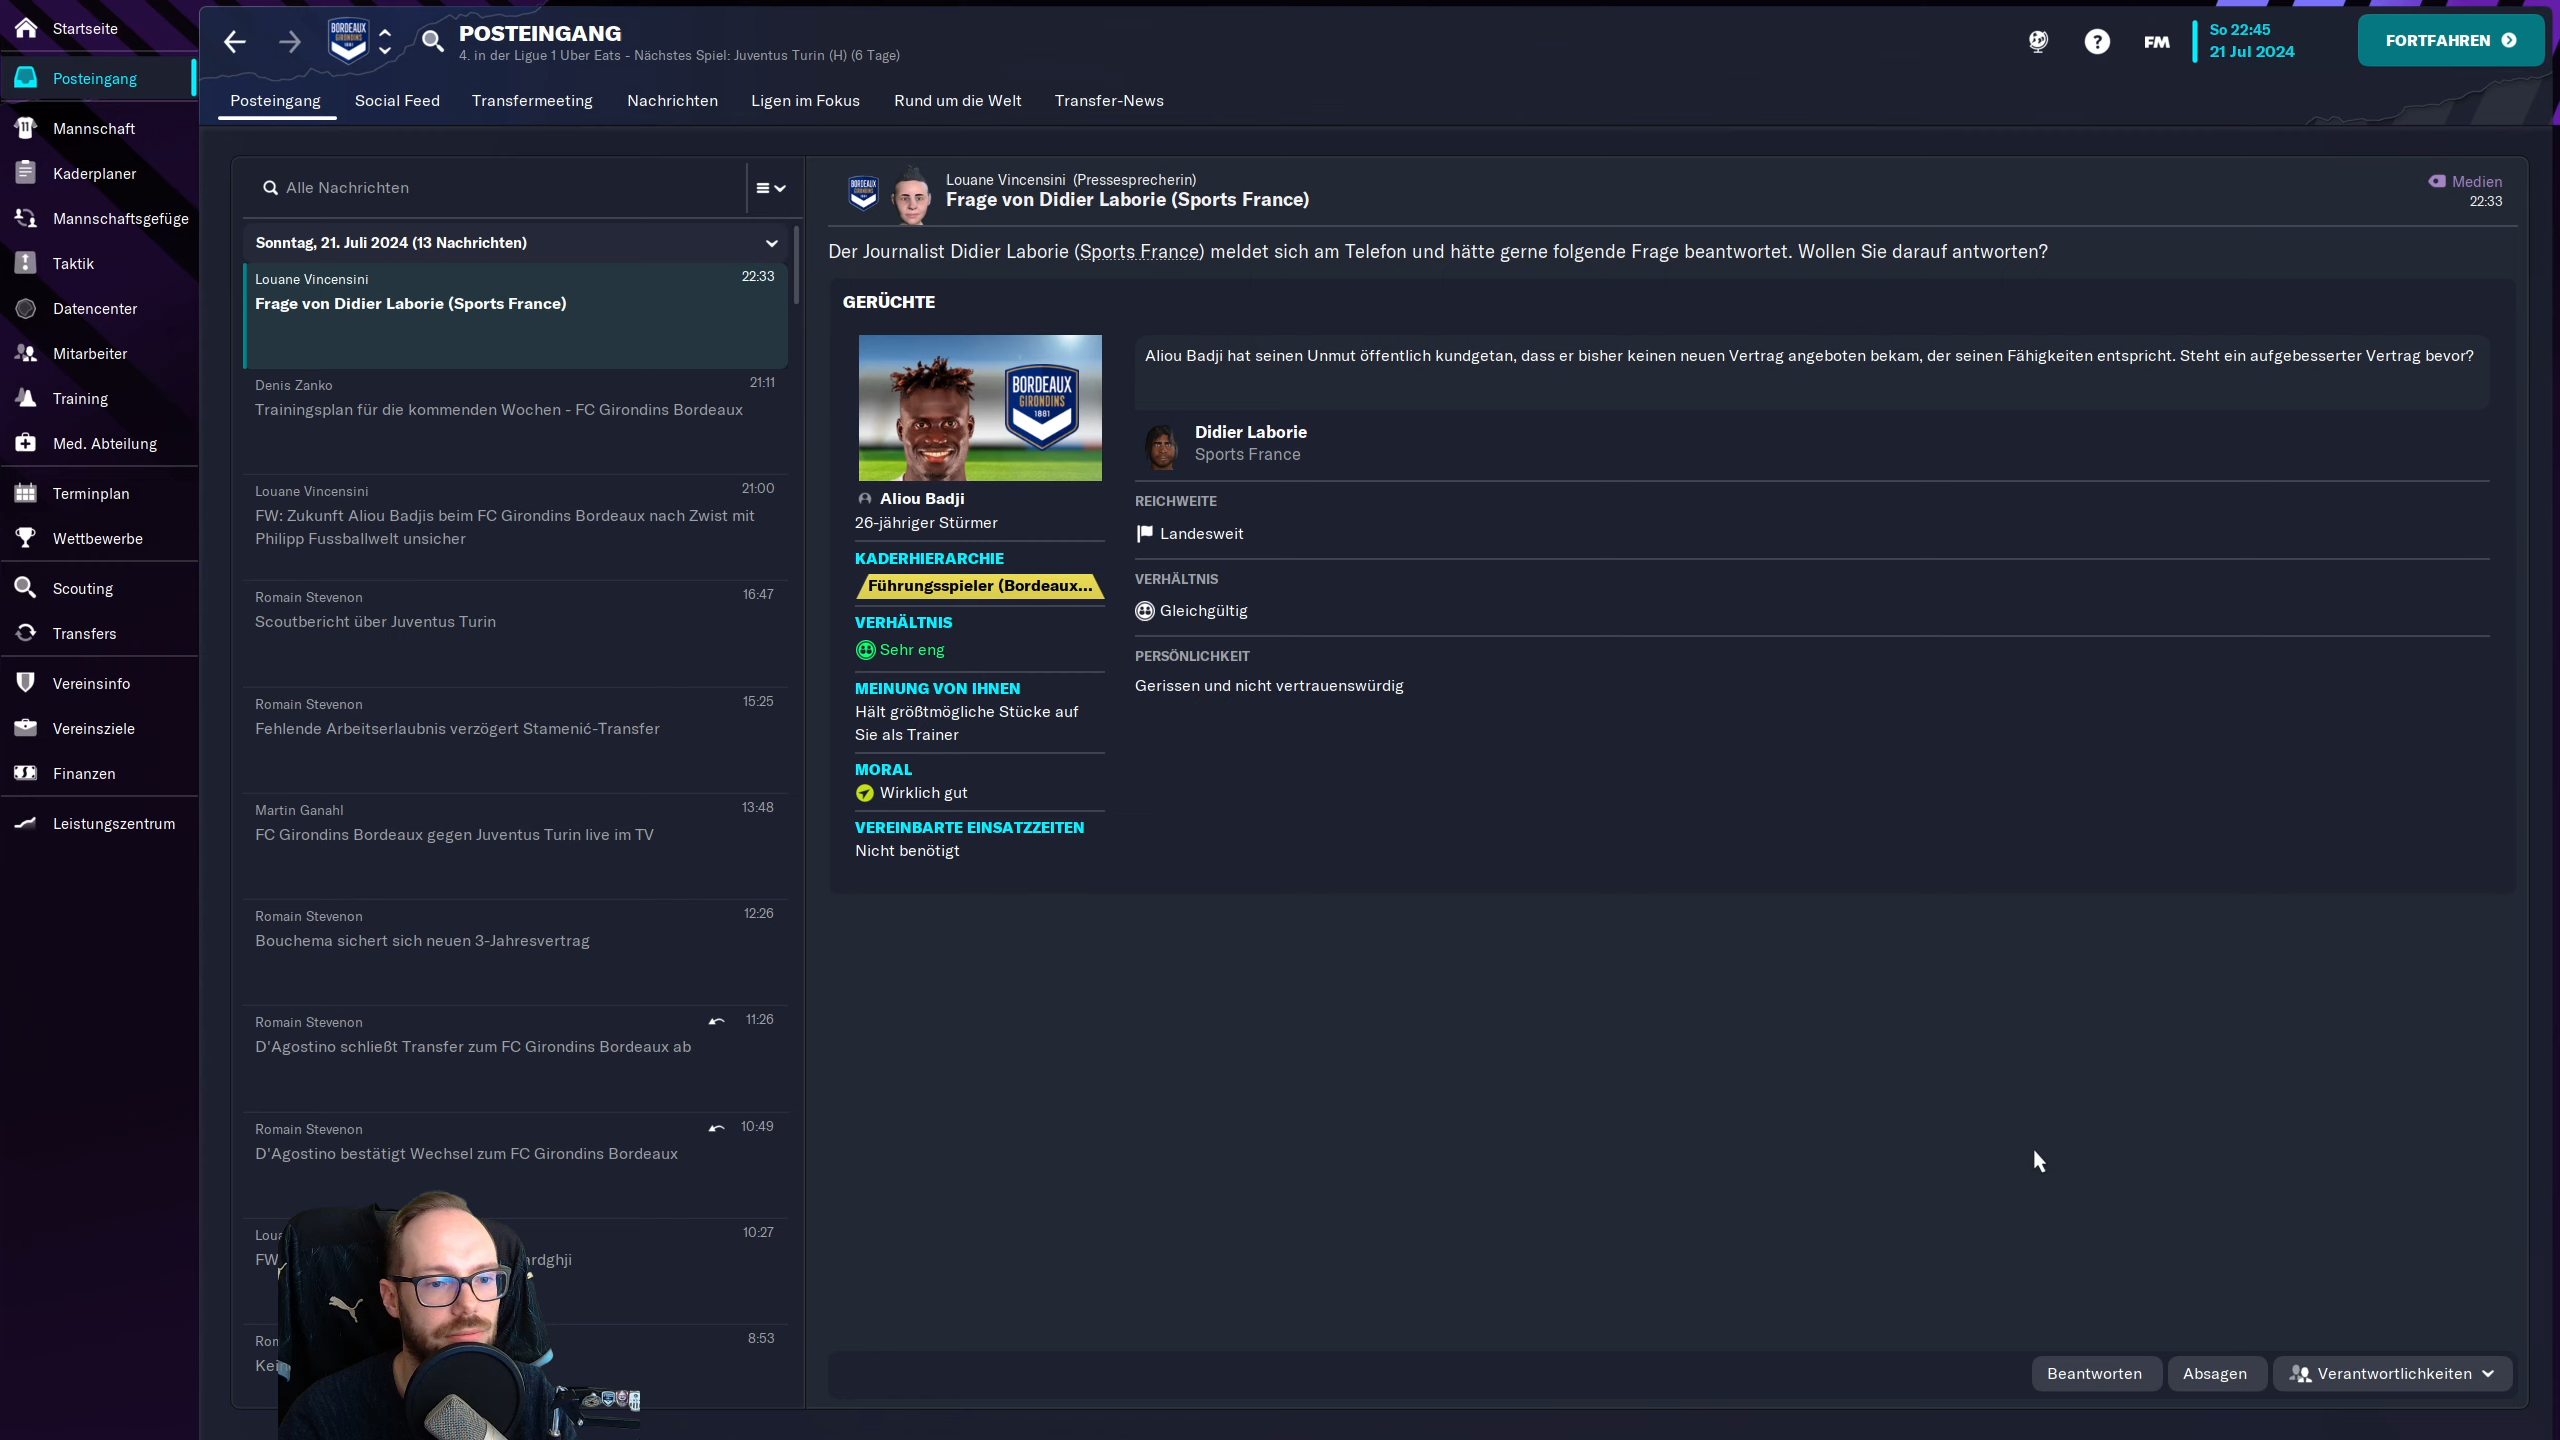 Startseite
Posteingang
Mannschaft
Kaderplaner
Mannschaftsgefüge
Taktik
Datencenter
Mitarbeiter
Training
Med. Abteilung
Terminplan
Wettbewerbe
Scouting
Transfers
Vereinsinfo
Vereinsziele
Finanzen
Leistungszentrum
BORDEAUX
GIRONDINS
POSTEINGANG
4. in der Ligue 1 Uber Eats - Nächstes Spiel: Juventus Turin (H) (6 Tage)
FM
So 22:45
21 Jul 2024
FORTFAHREN
Posteingang
Social Feed
Transfermeeting
Nachrichten
Ligen im Fokus
Rund um die Welt
Transfer-News
Alle Nachrichten
Sonntag, 21. Juli 2024 (13 Nachrichten)
Louane Vincensini 22:33
Frage von Didier Laborie (Sports France)
Denis Zanko 21:11
Trainingsplan für die kommenden Wochen - FC Girondins Bordeaux
Louane Vincensini 21:00
FW: Zukunft Aliou Badjis beim FC Girondins Bordeaux nach Zwist mit
Philipp Fussballwelt unsicher
Romain Stevenon 16:47
Scoutbericht über Juventus Turin
Romain Stevenon 15:25
Fehlende Arbeitserlaubnis verzögert Stamenić-Transfer
Martin Ganahl 13:48
FC Girondins Bordeaux gegen Juventus Turin live im TV
Romain Stevenon 12:26
Bouchema sichert sich neuen 3-Jahresvertrag
Romain Stevenon 11:26
D'Agostino schließt Transfer zum FC Girondins Bordeaux ab
Romain Stevenon 10:49
D'Agostino bestätigt Wechsel zum FC Girondins Bordeaux
10:27
FW
8:53
Louane Vincensini (Pressesprecherin)
Frage von Didier Laborie (Sports France)
Medien
22:33
Der Journalist Didier Laborie (Sports France) meldet sich am Telefon und hätte gerne folgende Frage beantwortet. Wollen Sie darauf antworten?
GERÜCHTE
BORDEAUX
GIRONDINS
1881
Aliou Badji
26-jähriger Stürmer
KADERHIERARCHIE
Führungsspieler (Bordeaux...
VERHÄLTNIS
Sehr eng
MEINUNG VON IHNEN
Hält größtmögliche Stücke auf
Sie als Trainer
MORAL
Wirklich gut
VEREINBARTE EINSATZZEITEN
Nicht benötigt
Aliou Badji hat seinen Unmut öffentlich kundgetan, dass er bisher keinen neuen Vertrag angeboten bekam, der seinen Fähigkeiten entspricht. Steht ein aufgebesserter Vertrag bevor?
Didier Laborie
Sports France
REICHWEITE
Landesweit
VERHÄLTNIS
Gleichgültig
PERSÖNLICHKEIT
Gerissen und nicht vertrauenswürdig
Beantworten
Absagen
Verantwortlichkeiten